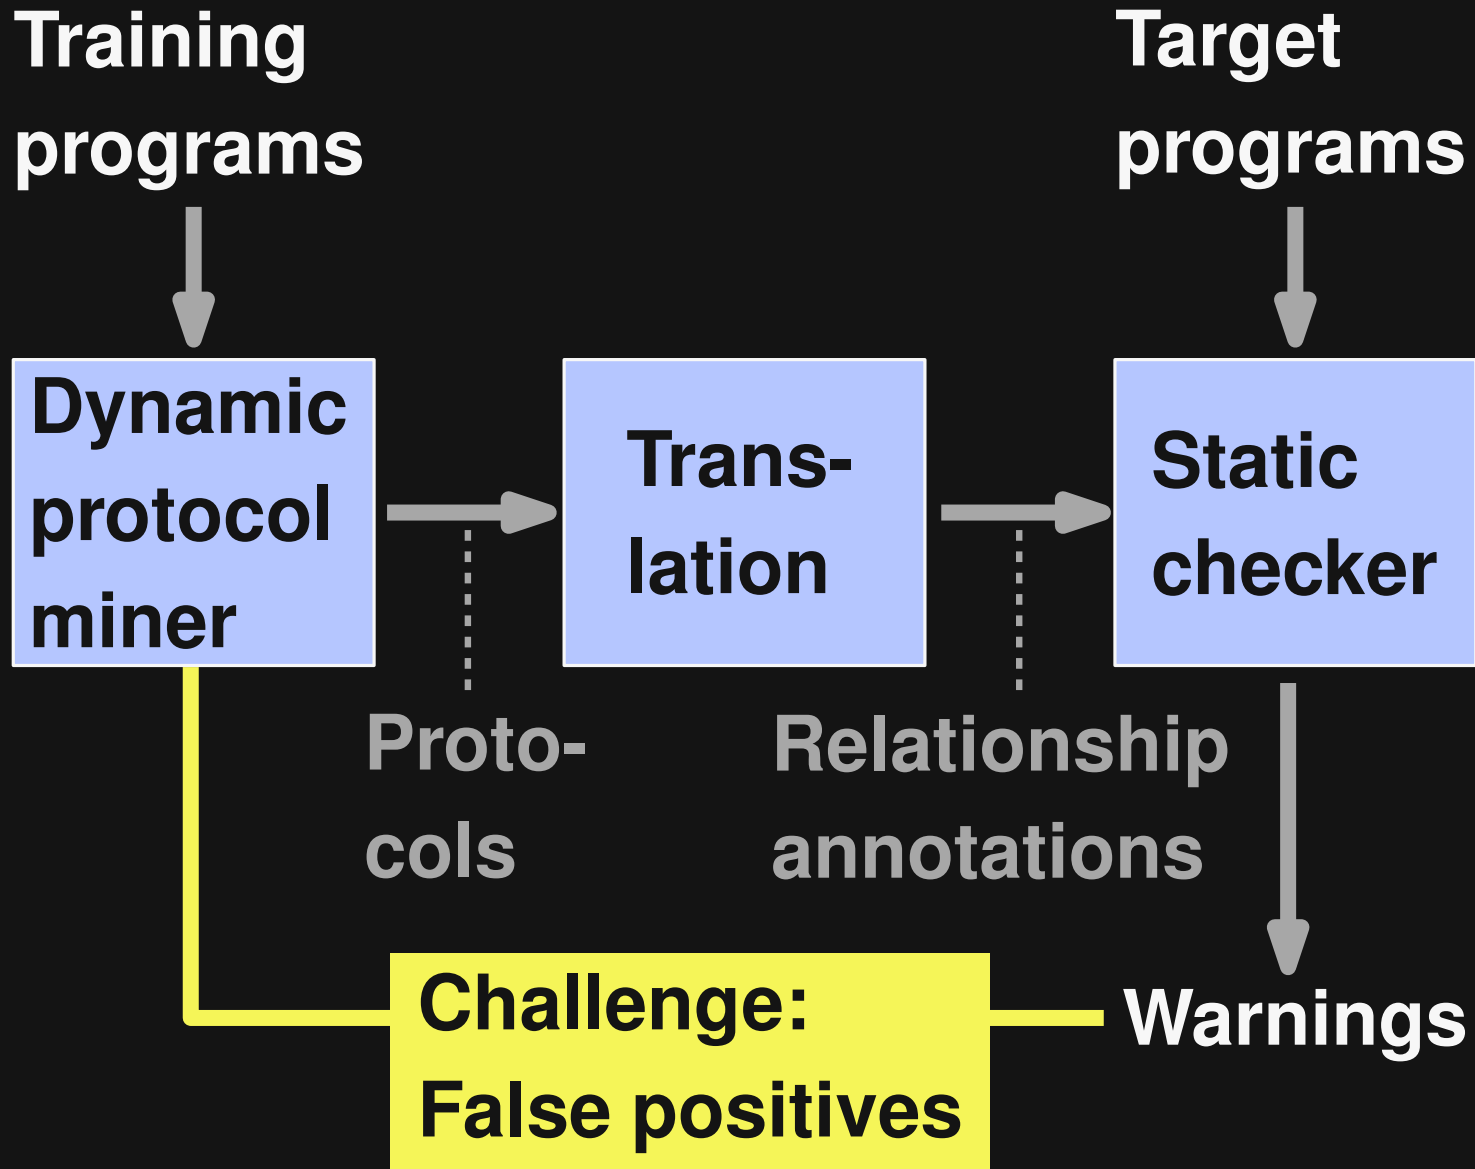 Training
programs
Target
programs
Dynamic
protocol
miner
Trans-
lation
Static
checker
Proto-
cols
Relationship
annotations
Challenge:
False positives
Warnings